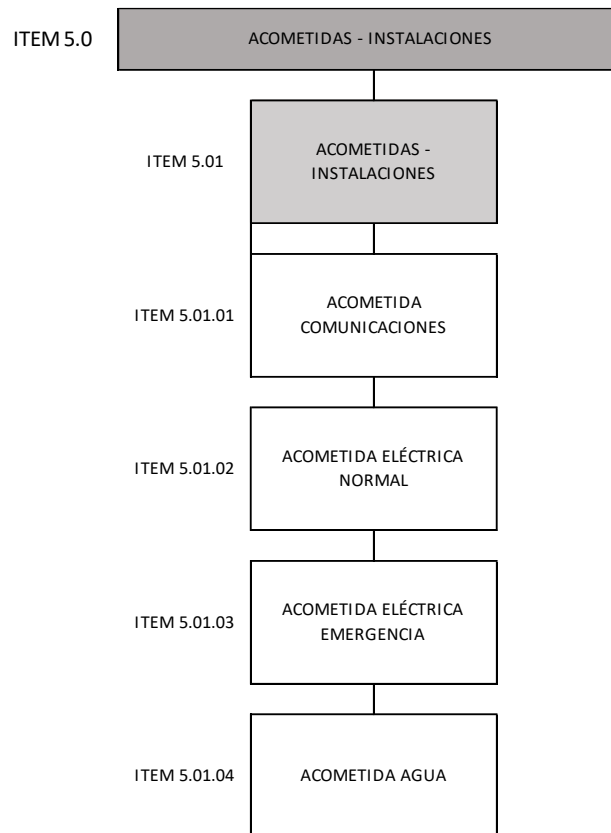 ITEM 5.0
ACOMETIDAS - INSTALACIONES
ITEM 5.01
ACOMETIDAS -
INSTALACIONES
ITEM 5.01.01
ACOMETIDA
COMUNICACIONES
ITEM 5.01.02
ACOMETIDA ELÉCTRICA
NORMAL
ITEM 5.01.03
ACOMETIDA ELÉCTRICA
EMERGENCIA
ITEM 5.01.04
ACOMETIDA AGUA